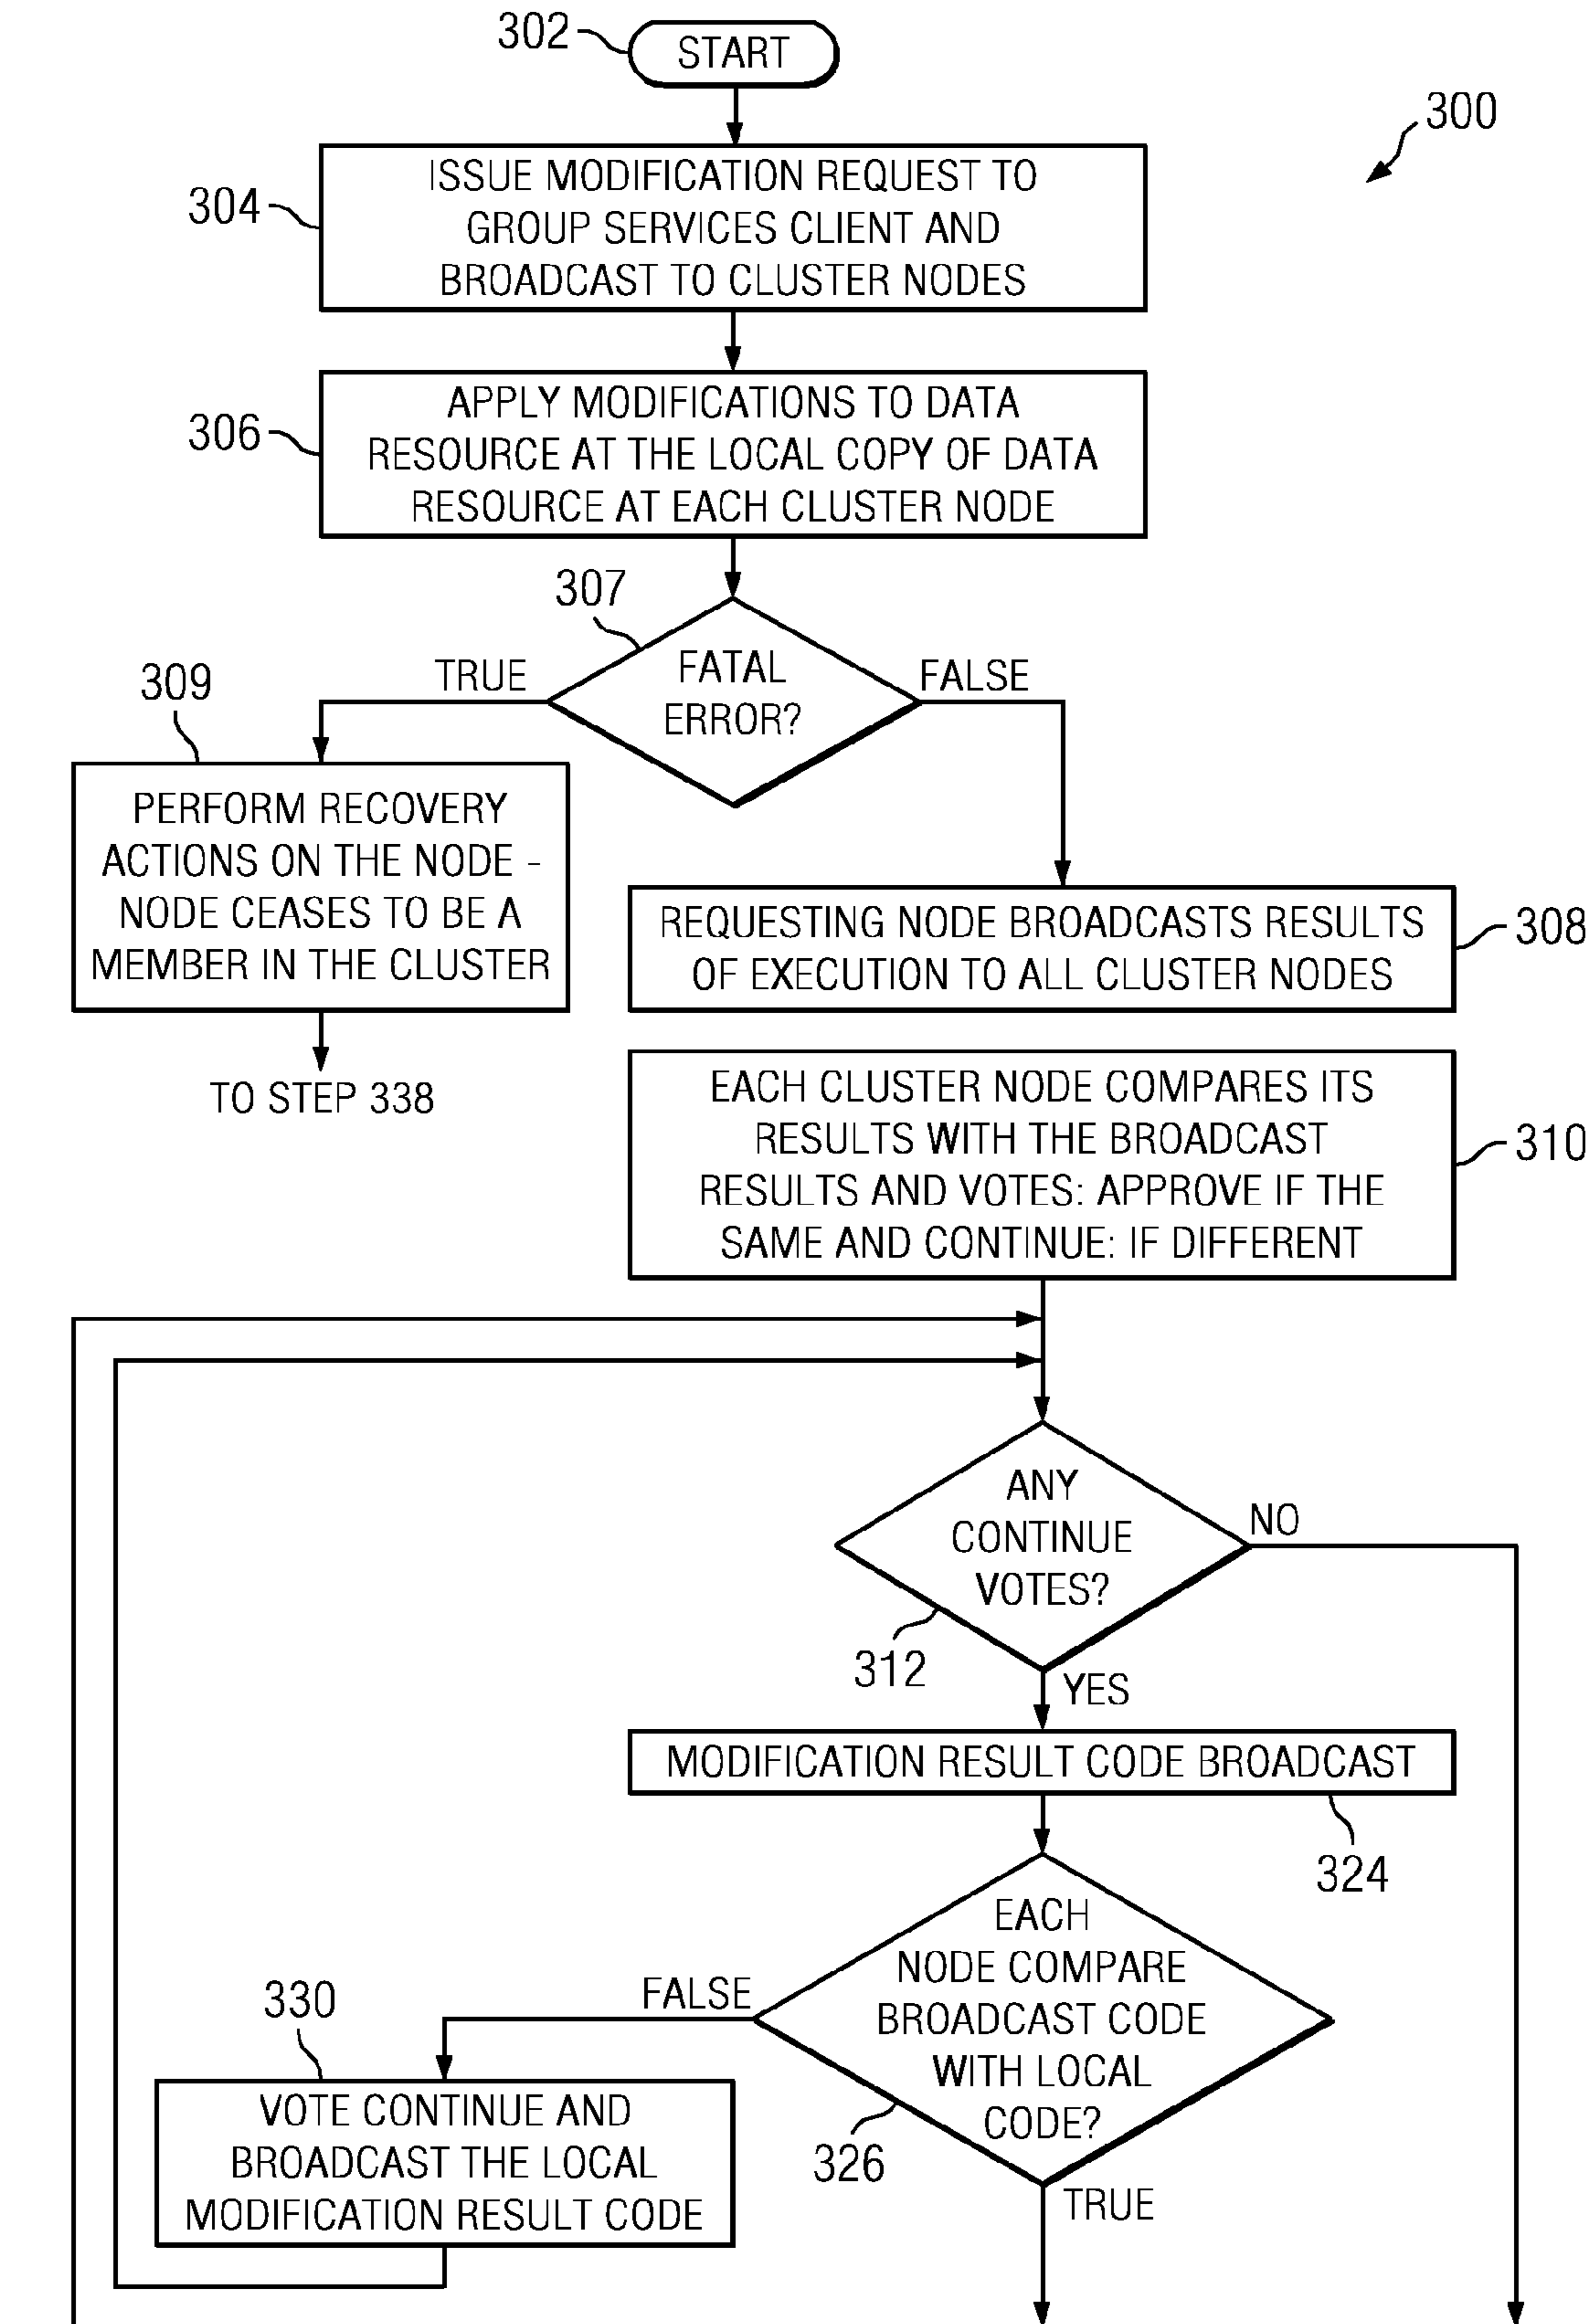 302
START
300
304
ISSUE MODIFICATION REQUEST TO
GROUP SERVICES CLIENT AND
BROADCAST TO CLUSTER NODES
306
APPLY MODIFICATIONS TO DATA
RESOURCE AT THE LOCAL COPY OF DATA
RESOURCE AT EACH CLUSTER NODE
307
FATAL
ERROR?
TRUE
FALSE
309
PERFORM RECOVERY
ACTIONS ON THE NODE -
NODE CEASES TO BE A
MEMBER IN THE CLUSTER
TO STEP 338
REQUESTING NODE BROADCASTS RESULTS
OF EXECUTION TO ALL CLUSTER NODES
308
EACH CLUSTER NODE COMPARES ITS
RESULTS WITH THE BROADCAST
RESULTS AND VOTES: APPROVE IF THE
SAME AND CONTINUE: IF DIFFERENT
310
ANY
CONTINUE
VOTES?
NO
312
YES
MODIFICATION RESULT CODE BROADCAST
324
EACH
NODE COMPARE
BROADCAST CODE
WITH LOCAL
CODE?
FALSE
326
TRUE
330
VOTE CONTINUE AND
BROADCAST THE LOCAL
MODIFICATION RESULT CODE